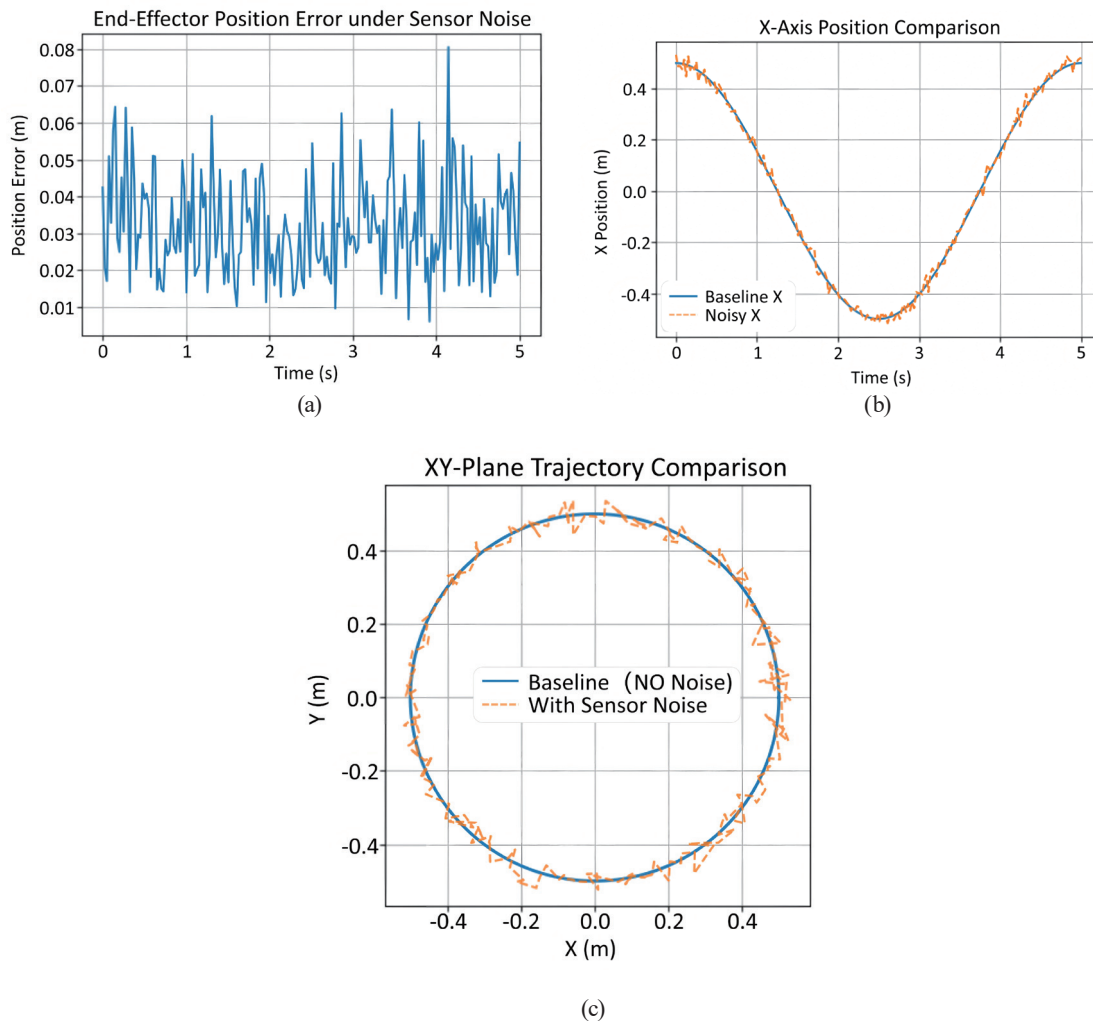 End-Effector Position Error under Sensor Noise
0.08
0.07
0.06
0.05
0.04
0.03
0.02
0.01
Position Error (m)
0 1 2 3 4 5
Time (s)
(a)
X-Axis Position Comparison
0.4
0.2
0.0
-0.2
-0.4
X Position (m)
Baseline X
Noisy X
0 1 2 3 4 5
Time (s)
(b)
XY-Plane Trajectory Comparison
0.4
0.2
0.0
-0.2
-0.4
Y (m)
Baseline（NO Noise)
With Sensor Noise
-0.4 -0.2 0.0 0.2 0.4
X (m)
(c)